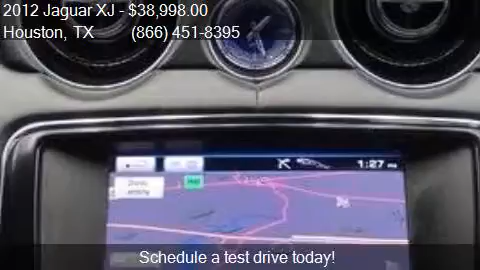 2012 Jaguar XJ - $38,998.00
Houston, TX (866) 451-8395
1:27
Schedule a test drive today!